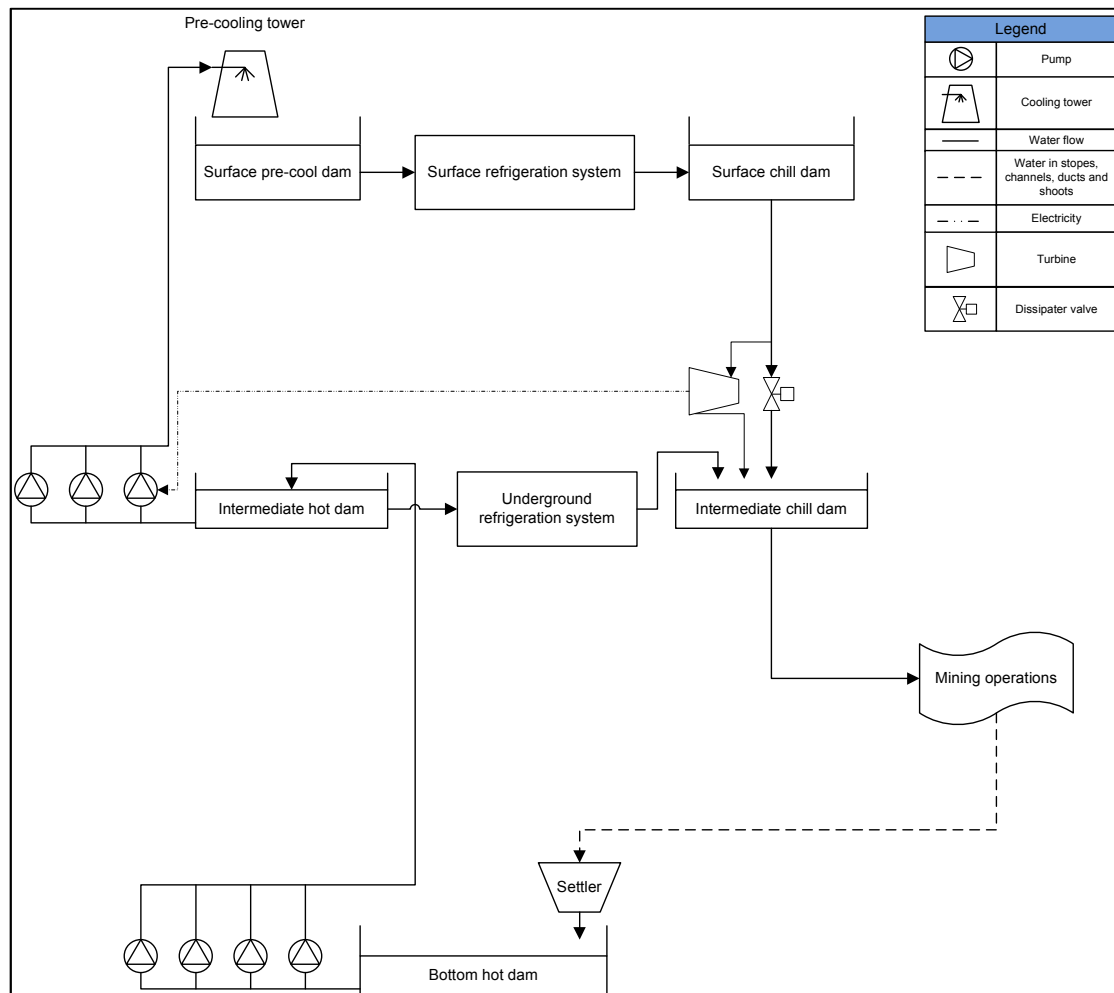 Pre-cooling tower
Legend
Pump
Cooling tower
Water flow
Water in stopes,
channels, ducts and
shoots
Electricity
Turbine
Dissipater valve
Surface pre-cool dam
Surface refrigeration system
Surface chill dam
Intermediate hot dam
Underground
refrigeration system
Intermediate chill dam
Mining operations
Settler
Bottom hot dam